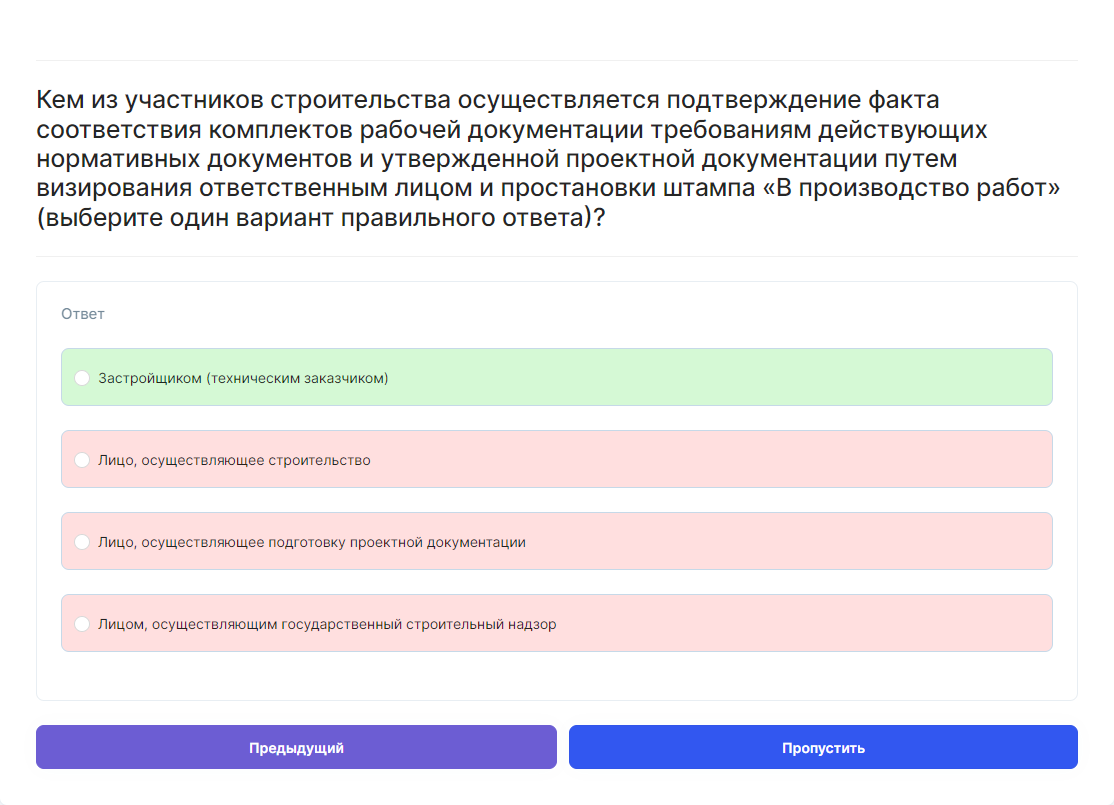 Кем из участников строительства осуществляется подтверждение факта
соответствия комплектов рабочей документации требованиям действующих
нормативных документов и утвержденной проектной документации путем
визирования ответственным лицом и простановки штампа «В производство работ»
(выберите один вариант правильного ответа)?
Ответ
Застройщиком (техническим заказчиком)
Лицо, осуществляющее строительство
Лицо, осуществляющее подготовку проектной документации
Лицом, осуществляющим государственный строительный надзор
Предыдущий
Пропустить